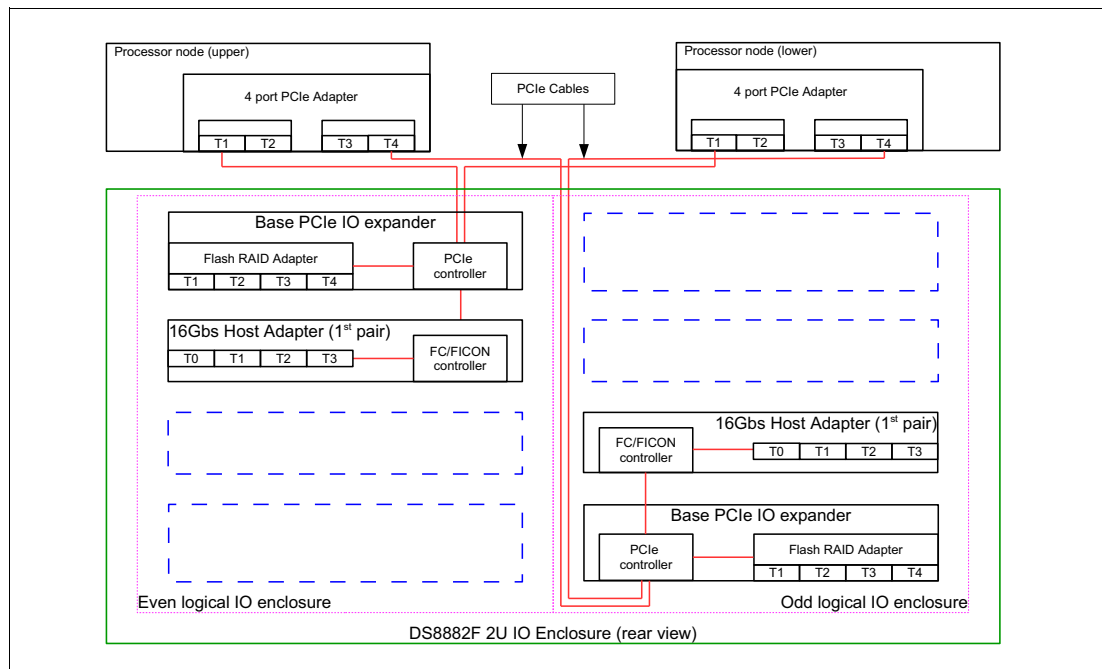 Processor node (upper)
4 port PCIe Adapter
T1 T2 T3 T4
PCIe Cables
Processor node (lower)
4 port PCIe Adapter
T1 T2 T3 T4
Base PCIe IO expander
Flash RAID Adapter
T1 T2 T3 T4
PCIe
controller
16Gbs Host Adapter (1st pair)
T0 T1 T2 T3
FC/FICON
controller
Even logical IO enclosure
16Gbs Host Adapter (1st pair)
FC/FICON
controller
T0 T1 T2 T3
Base PCIe IO expander
PCIe
controller
Flash RAID Adapter
T1 T2 T3 T4
Odd logical IO enclosure
DS8882F 2U IO Enclosure (rear view)